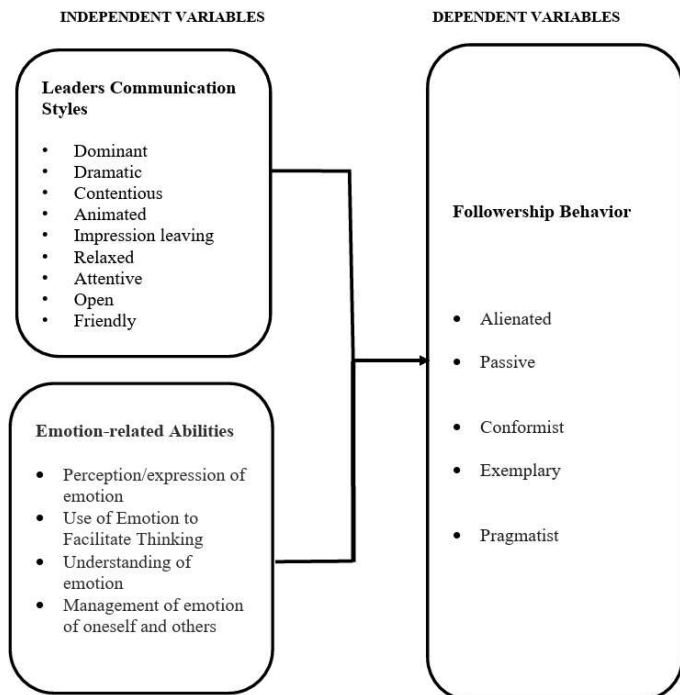 INDEPENDENT VARIABLES
DEPENDENT VARIABLES
Leaders Communication
Styles
• Dominant
• Dramatic
• Contentious
• Animated
• Impression leaving
• Relaxed
• Attentive
• Open
• Friendly
Emotion-related Abilities
• Perception/expression of
emotion
• Use of Emotion to
Facilitate Thinking
• Understanding of
emotion
• Management of emotion
of oneself and others
Followership Behavior
• Alienated
• Passive
• Conformist
• Exemplary
• Pragmatist